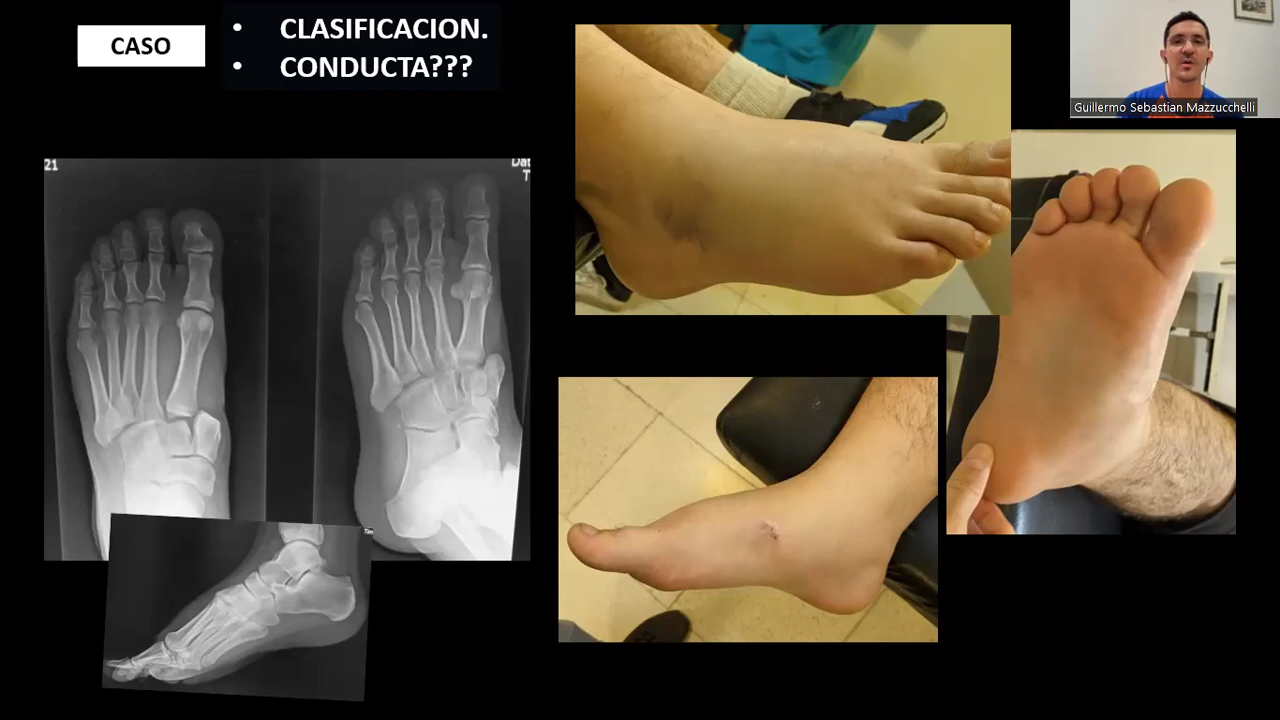 CASO
• CLASIFICACION.
• CONDUCTA???
Guillermo Sebastian Mazzucchelli
21